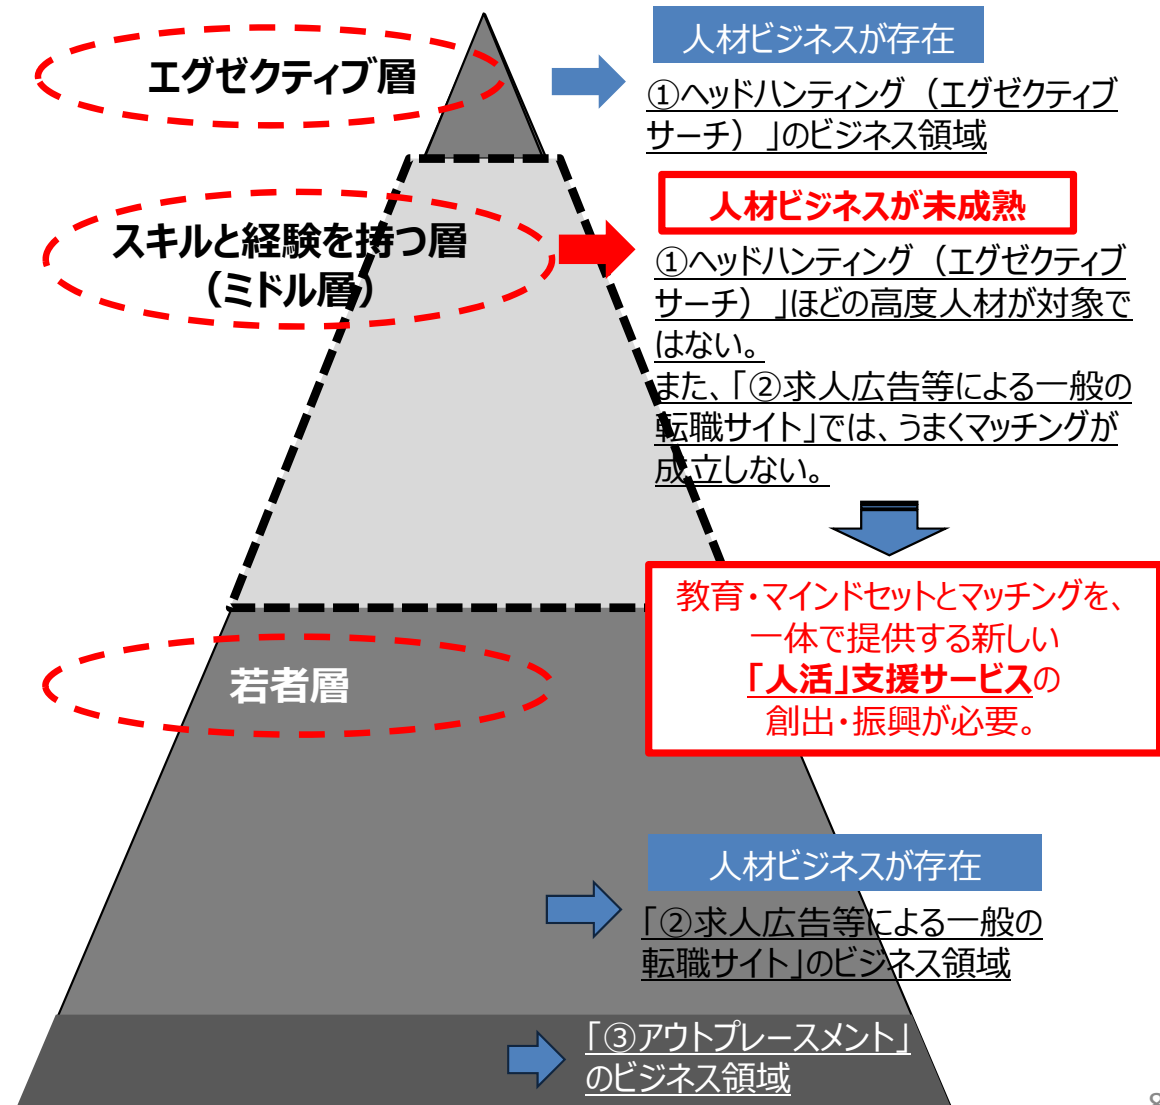 エグゼクティブ層
人材ビジネスが存在
①ヘッドハンティング（エグゼクティブ
サーチ）」のビジネス領域
スキルと経験を持つ層
（ミドル層）
人材ビジネスが未成熟
①ヘッドハンティング（エグゼクティブ
サーチ）」ほどの高度人材が対象で
はない。
また、「②求人広告等による一般の
転職サイト」では、うまくマッチングが
成立しない。
教育・マインドセットとマッチングを、
一体で提供する新しい
「人活」支援サービスの
創出・振興が必要。
若者層
人材ビジネスが存在
「②求人広告等による一般の
転職サイト」のビジネス領域
「③アウトプレースメント」
のビジネス領域